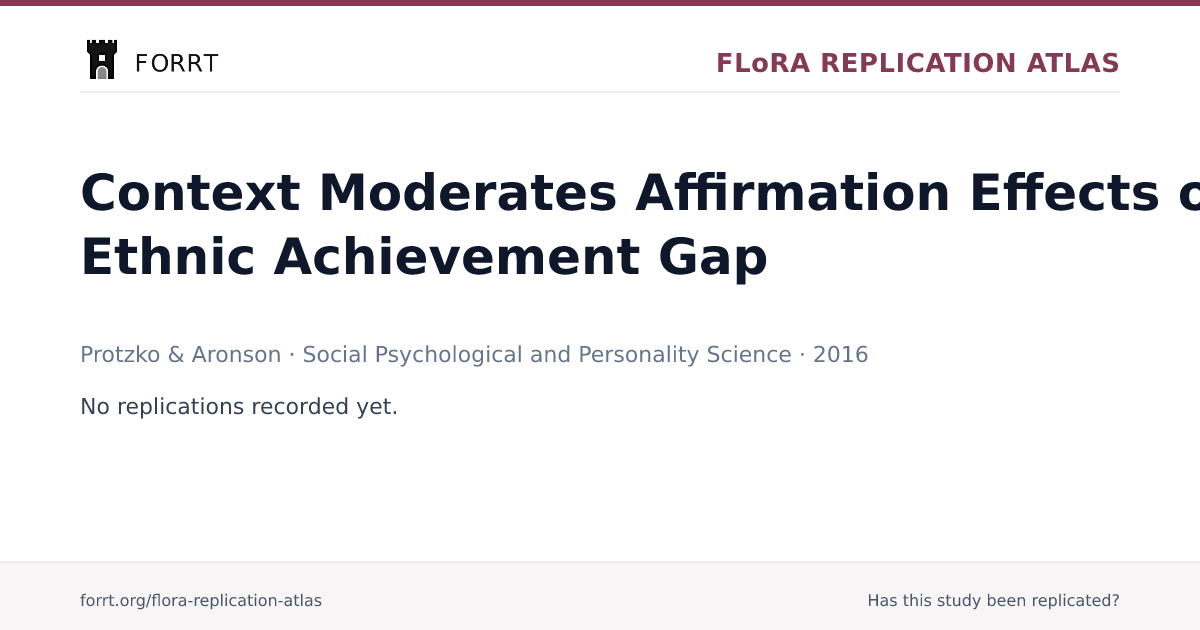 FORRT
FLoRA REPLICATION ATLAS
Context Moderates Affirmation Effects
Ethnic Achievement Gap
Protzko & Aronson · Social Psychological and Personality Science · 2016
No replications recorded yet.
forrt.org/flora-replication-atlas
Has this study been replicated?